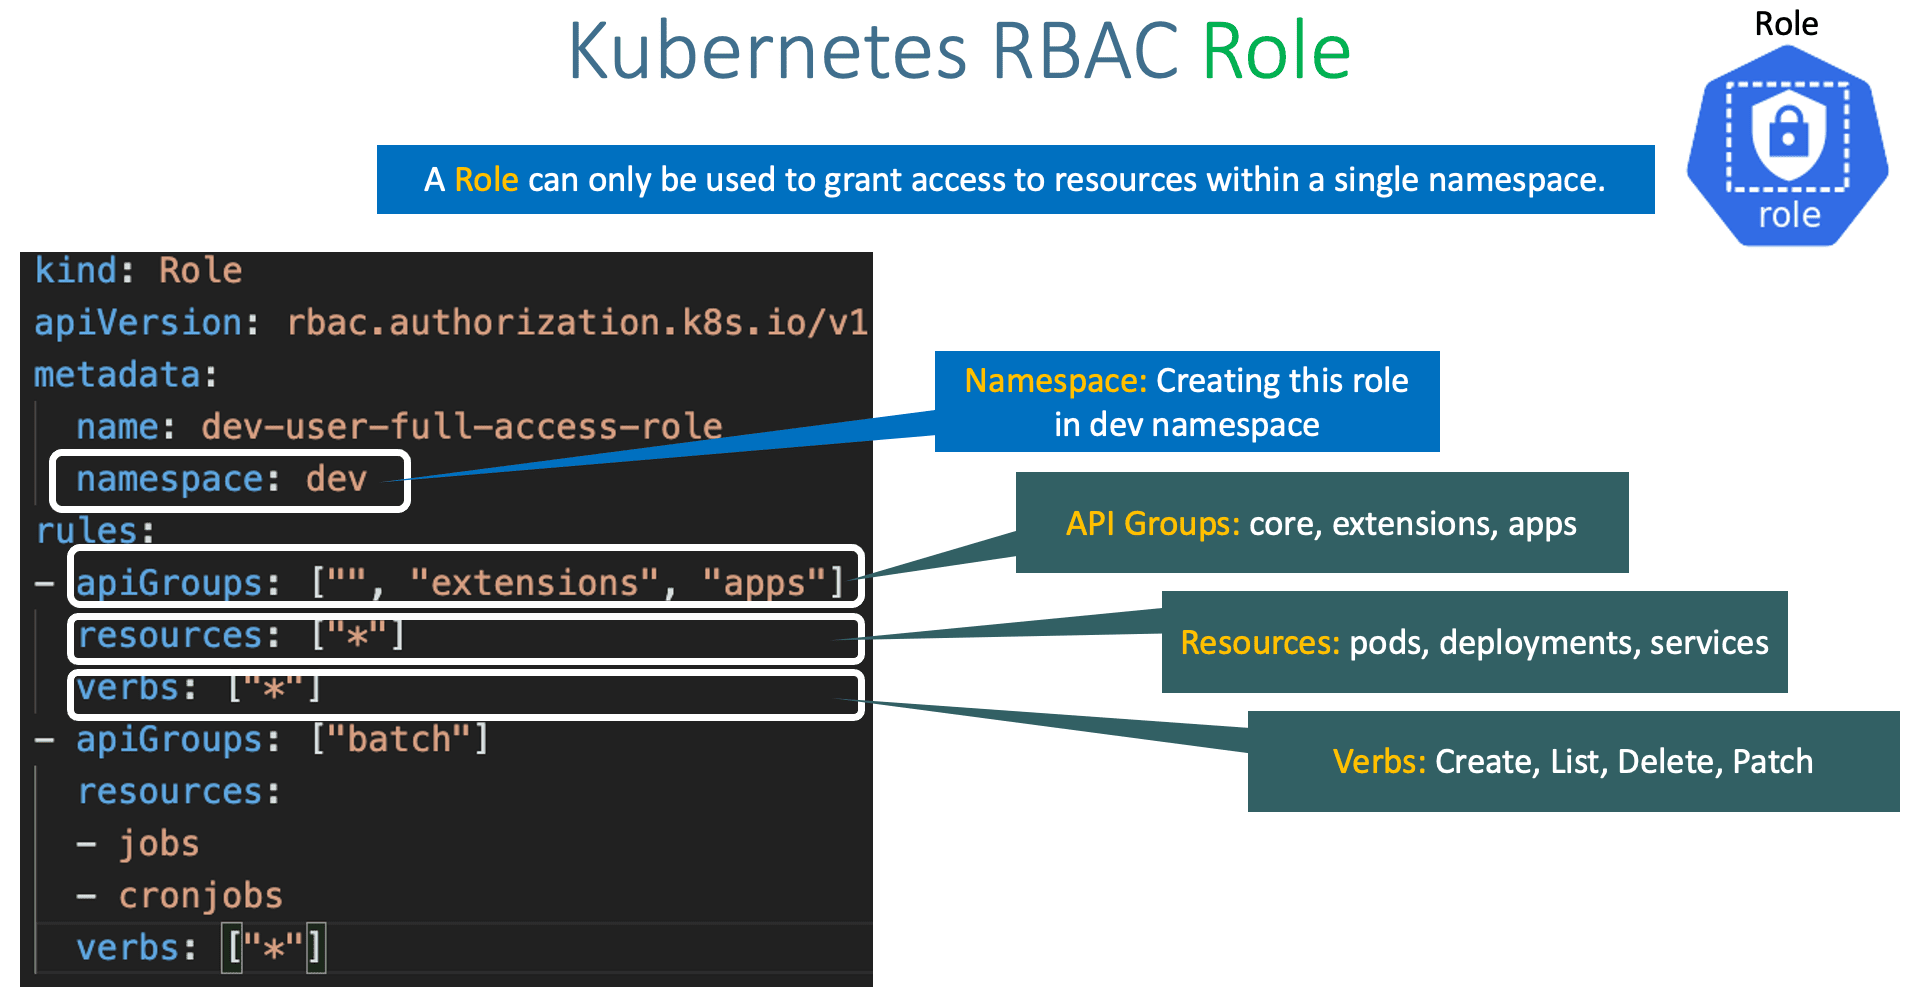 Kubernetes RBAC Role
Role
role
A Role can only be used to grant access to resources within a single namespace.
kind: Role
apiVersion: rbac.authorization.k8s.io/v1
metadata:
name: dev-user-full-access-role
namespace: dev
rules:
- apiGroups: ["", "extensions", "apps"]
resources: ["*"]
verbs: ["*"]
- apiGroups: ["batch"]
resources:
- jobs
- cronjobs
verbs: ["*"]
Namespace: Creating this role
in dev namespace
API Groups: core, extensions, apps
Resources: pods, deployments, services
Verbs: Create, List, Delete, Patch